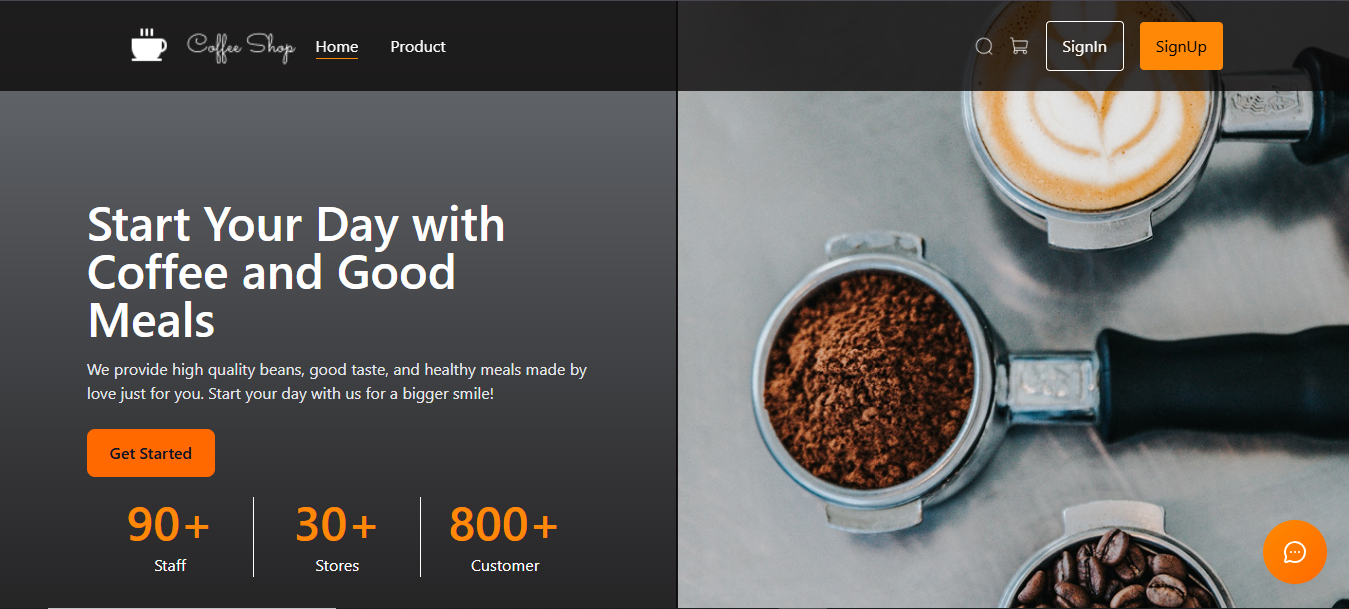 Coffee Shop
Home
Product
SignIn
SignUp
Start Your Day with
Coffee and Good
Meals
We provide high quality beans, good taste, and healthy meals made by
love just for you. Start your day with us for a bigger smile!
Get Started
90+
30+
800+
Staff
Stores
Customer